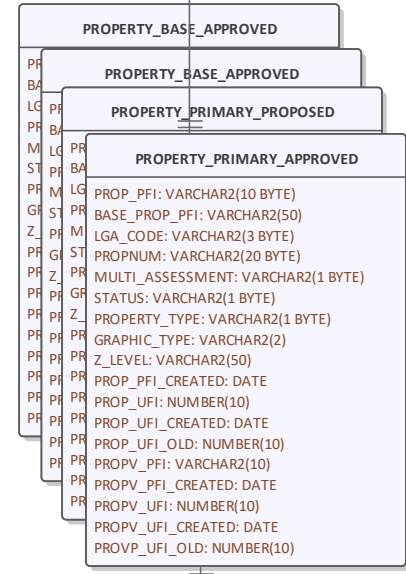 PROPERTY_BASE_APPROVED
PROPERTY_BASE_APPROVED
PROPERTY_PRIMARY_PROPOSED
PROPERTY_PRIMARY_APPROVED
PROP_PFI: VARCHAR2(10 BYTE)
BASE_PROP_PFI: VARCHAR2(50)
LGA_CODE: VARCHAR2(3 BYTE)
PROPNUM: VARCHAR2(20 BYTE)
MULTI_ASSESSMENT: VARCHAR2(1 BYTE)
STATUS: VARCHAR2(1 BYTE)
PROPERTY_TYPE: VARCHAR2(1 BYTE)
GRAPHIC_TYPE: VARCHAR2(2)
Z_LEVEL: VARCHAR2(50)
PROP_PFI_CREATED: DATE
PROP_UFI: NUMBER(10)
PROP_UFI_CREATED: DATE
PROP_UFI_OLD: NUMBER(10)
PROPV_PFI: VARCHAR2(10)
PROPV_PFI_CREATED: DATE
PROPV_UFI: NUMBER(10)
PROPV_UFI_CREATED: DATE
PROVP_UFI_OLD: NUMBER(10)